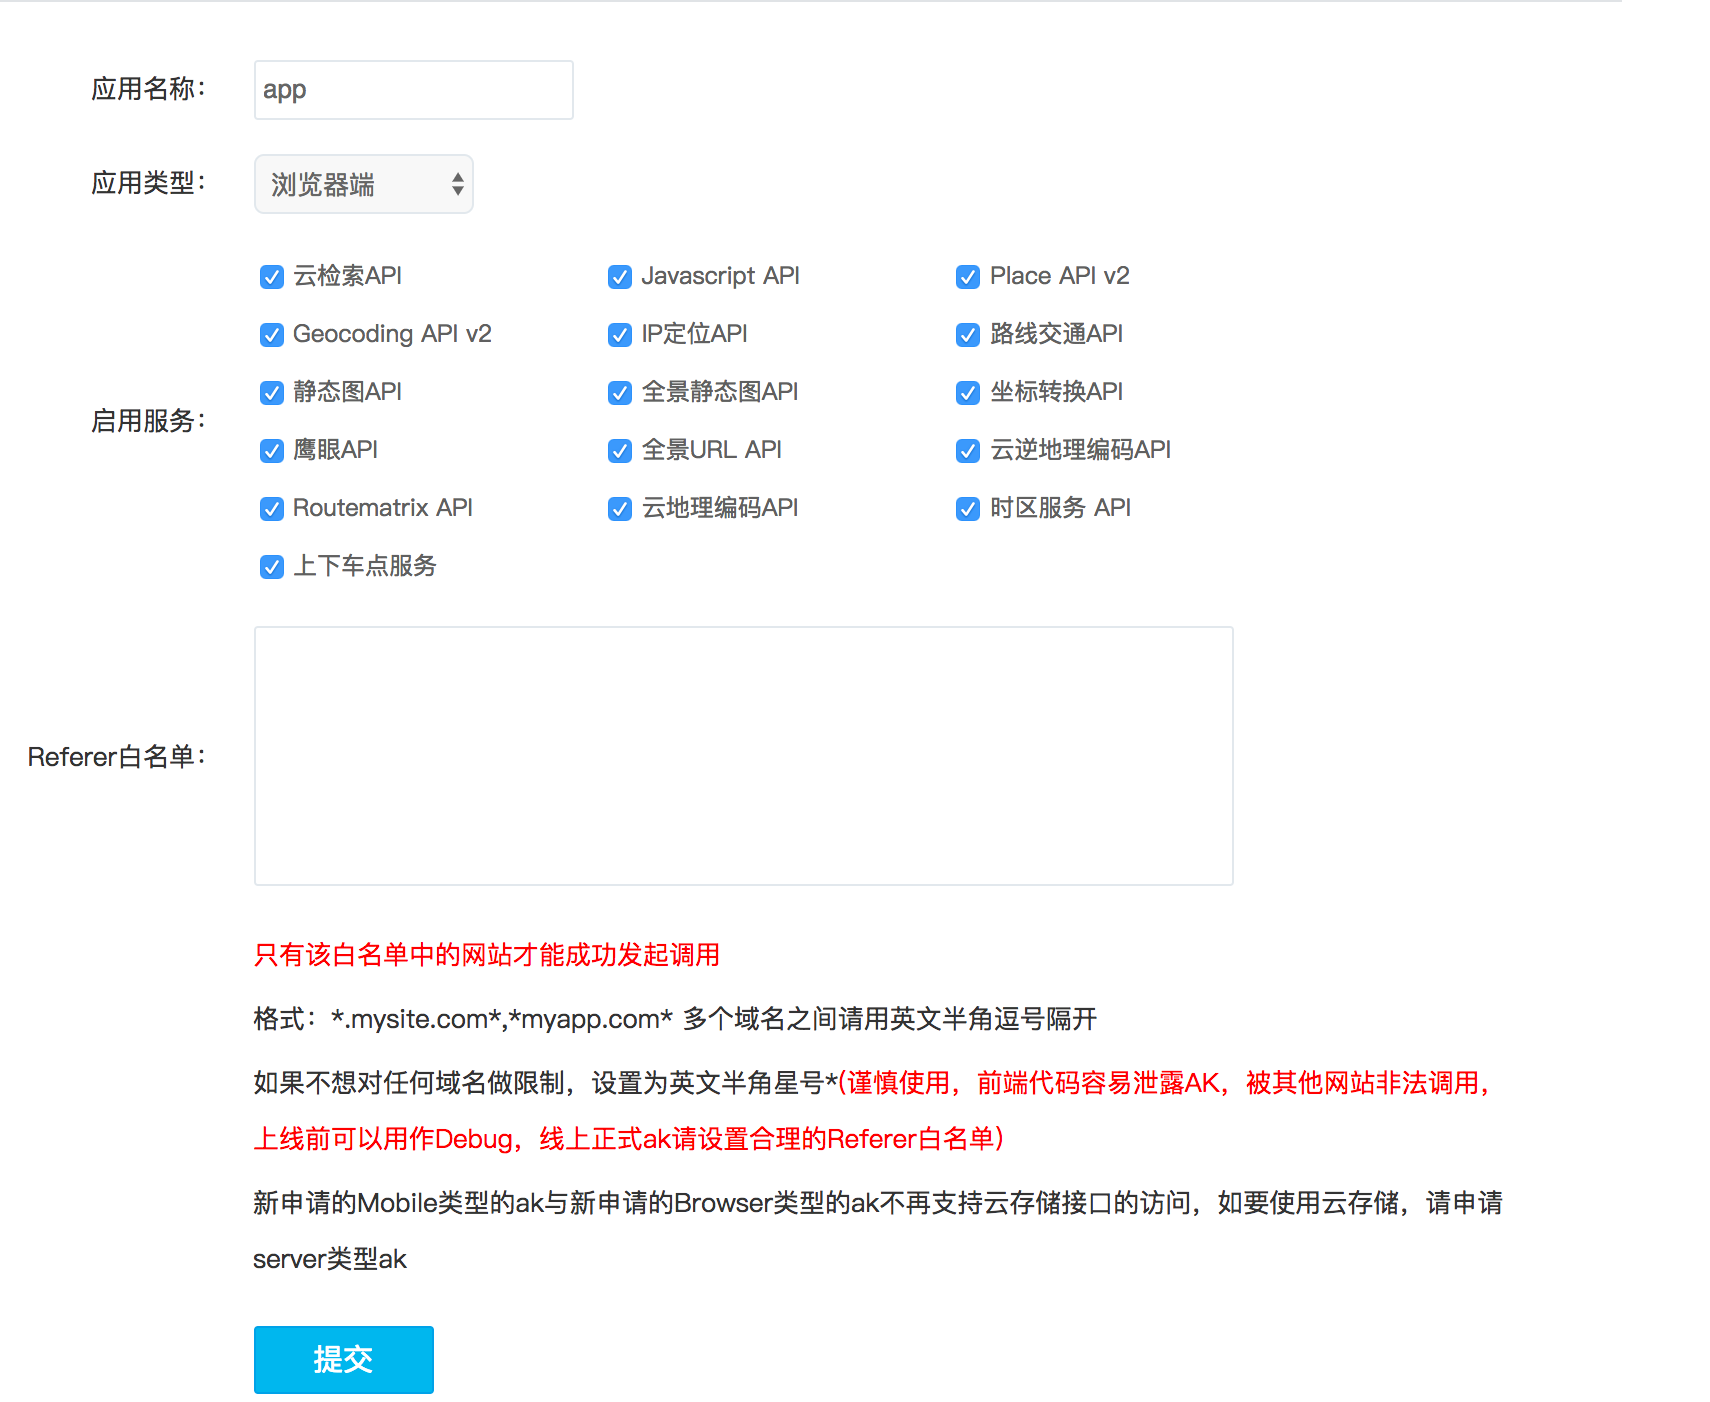 应用名称： app
应用类型： 浏览器端
云检索API Javascript API Place API v2
Geocoding API v2 IP定位API 路线交通API
静态图API 全景静态图API 坐标转换API
启用服务：
鹰眼API 全景URL API 云逆地理编码API
Routematrix API 云地理编码API 时区服务 API
上下车点服务
Referer白名单：
只有该白名单中的网站才能成功发起调用
格式：*.mysite.com*,*myapp.com* 多个域名之间请用英文半角逗号隔开
如果不想对任何域名做限制，设置为英文半角星号*(谨慎使用，前端代码容易泄露AK，被其他网站非法调用，
上线前可以用作Debug，线上正式ak请设置合理的Referer白名单）
新申请的Mobile类型的ak与新申请的Browser类型的ak不再支持云存储接口的访问，如要使用云存储，请申请
server类型ak
提交